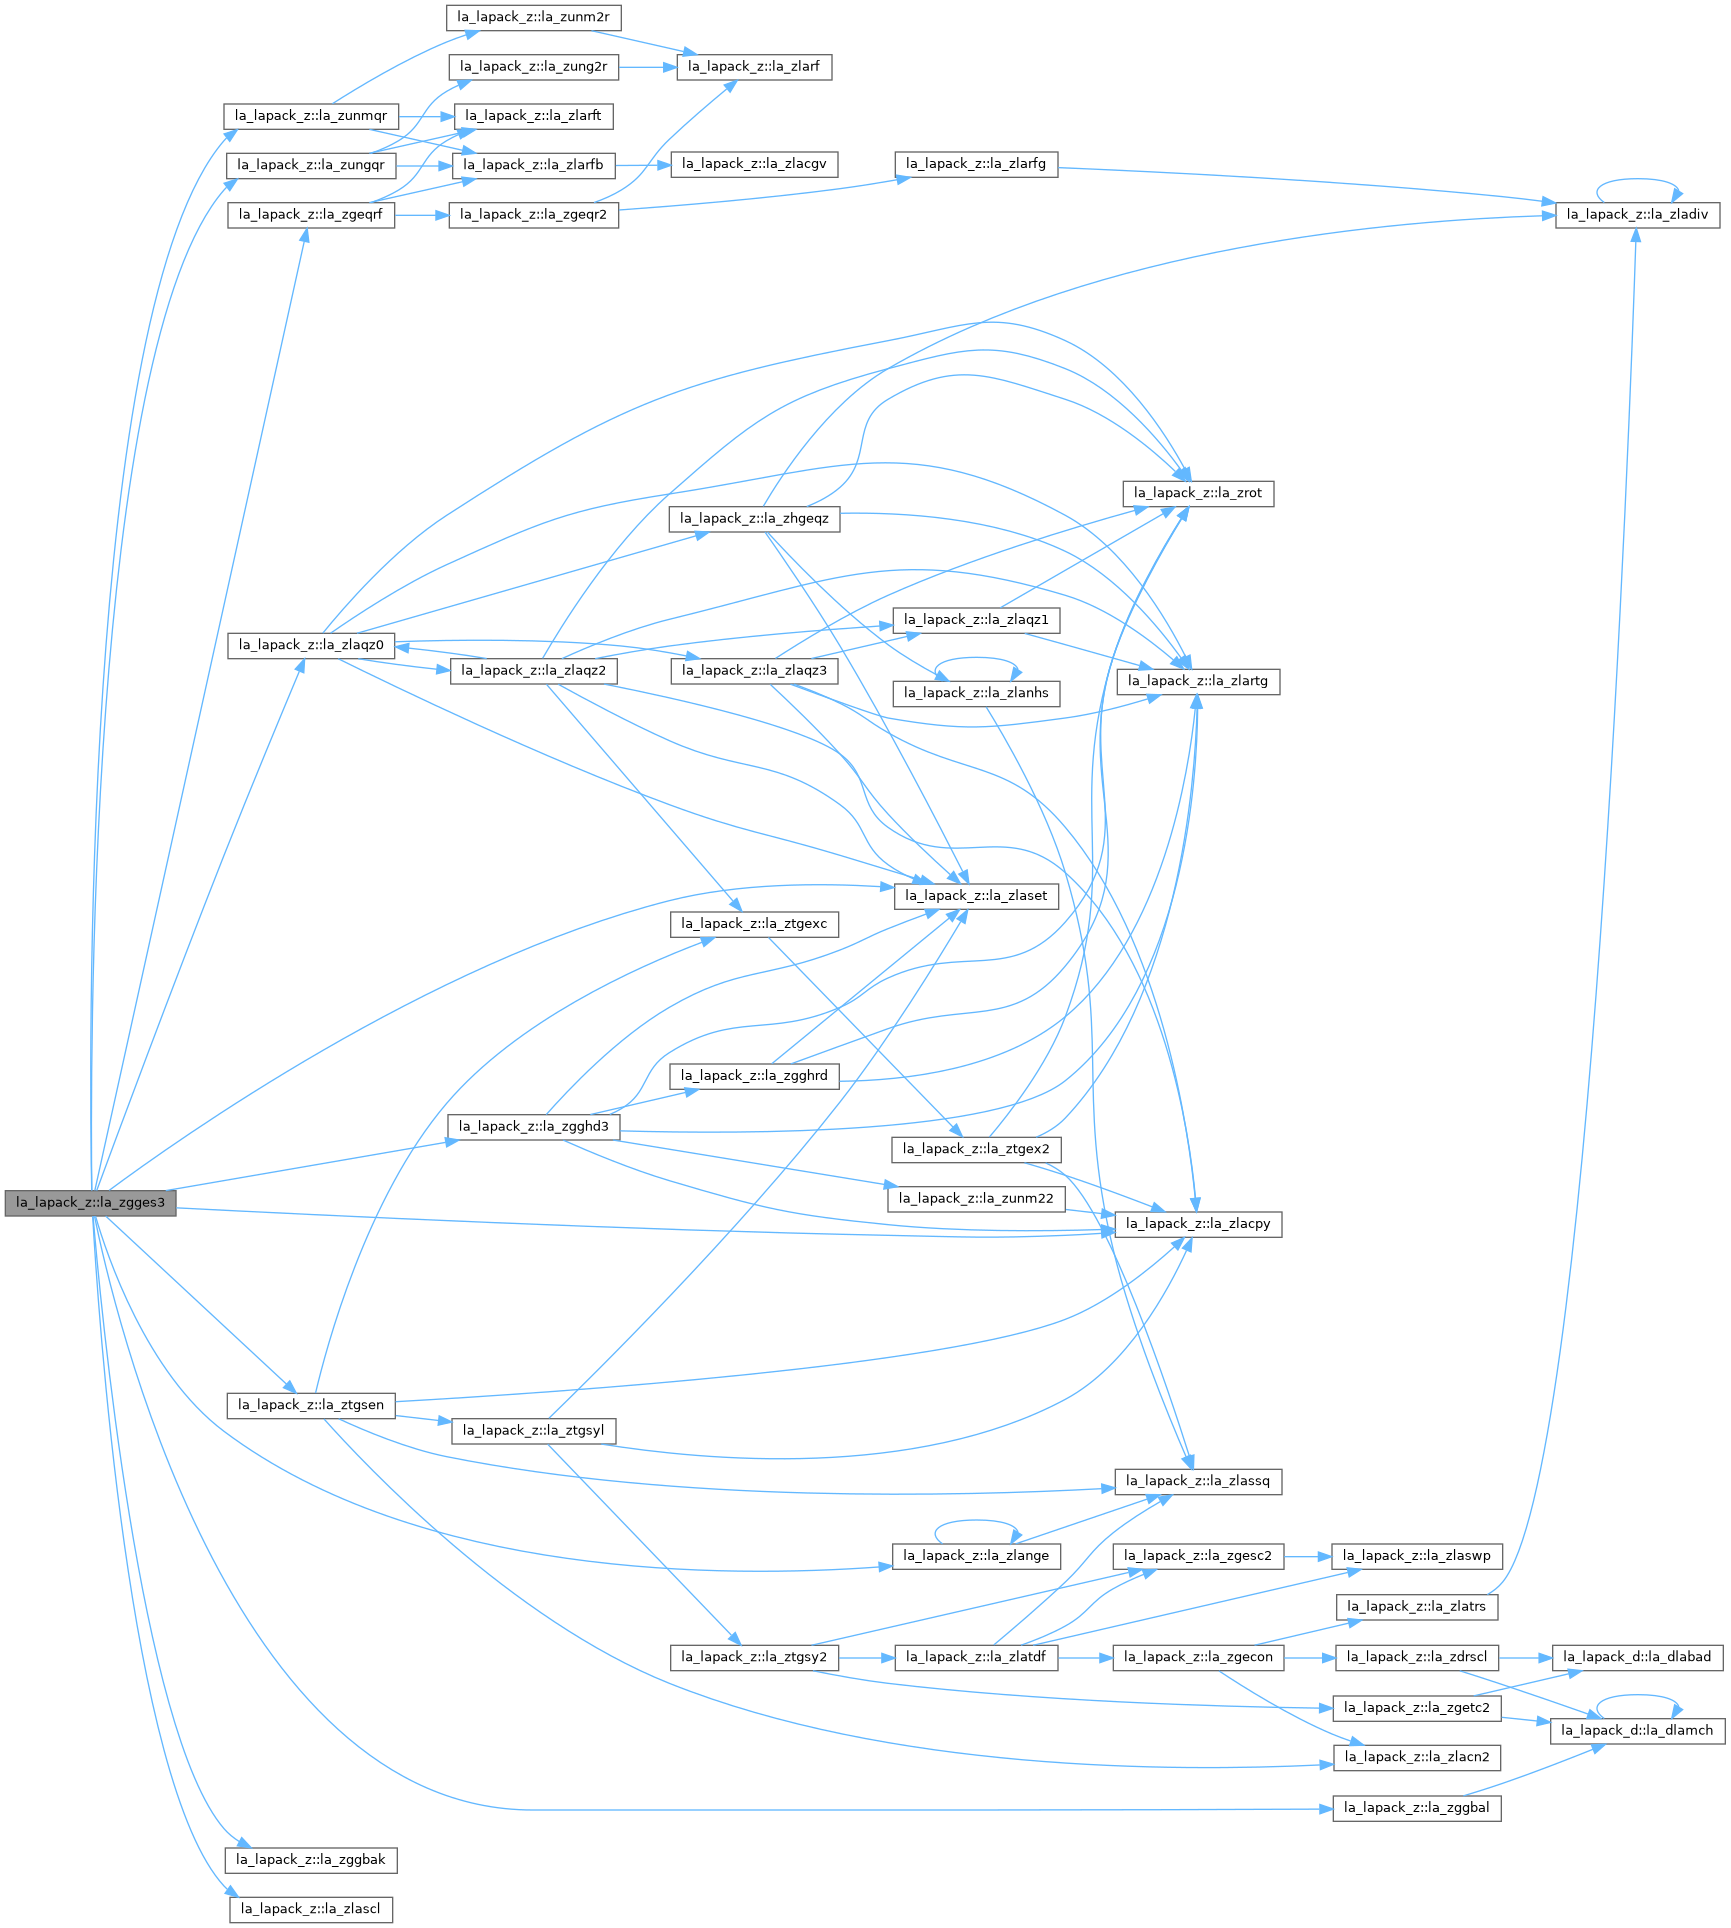 la_lapack_z::la_zunm2r
la_lapack_z::la_zung2r
la_lapack_z::la_zlarf
la_lapack_z::la_zunmqr
la_lapack_z::la_zlarft
la_lapack_z::la_zungqr
la_lapack_z::la_zlarfb
la_lapack_z::la_zlacgv
la_lapack_z::la_zlarfg
la_lapack_z::la_zgeqrf
la_lapack_z::la_zgeqr2
la_lapack_z::la_zladiv
la_lapack_z::la_zrot
la_lapack_z::la_zhgeqz
la_lapack_z::la_zlaqz1
la_lapack_z::la_zlaqz0
la_lapack_z::la_zlaqz2
la_lapack_z::la_zlaqz3
la_lapack_z::la_zlanhs
la_lapack_z::la_zlartg
la_lapack_z::la_zlaset
la_lapack_z::la_ztgexc
la_lapack_z::la_zgghrd
la_lapack_z::la_zgghd3
la_lapack_z::la_ztgex2
la_lapack_z::la_zgges3
la_lapack_z::la_zunm22
la_lapack_z::la_zlacpy
la_lapack_z::la_ztgsen
la_lapack_z::la_ztgsyl
la_lapack_z::la_zlassq
la_lapack_z::la_zlange
la_lapack_z::la_zgesc2
la_lapack_z::la_zlaswp
la_lapack_z::la_zlatrs
la_lapack_z::la_ztgsy2
la_lapack_z::la_zlatdf
la_lapack_z::la_zgecon
la_lapack_z::la_zdrscl
la_lapack_d::la_dlabad
la_lapack_z::la_zgetc2
la_lapack_d::la_dlamch
la_lapack_z::la_zlacn2
la_lapack_z::la_zggbal
la_lapack_z::la_zggbak
la_lapack_z::la_zlascl